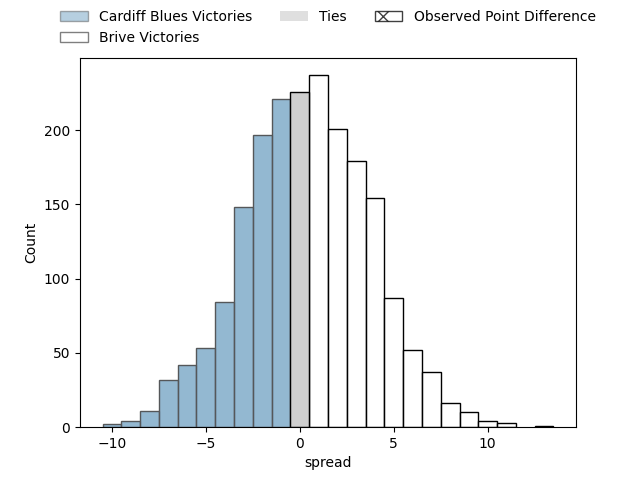 Cardiff Blues Victories
Ties
Observed Point Difference
Brive Victories
200
150
100
50
0
Count
−10
−5
0
5
10
spread